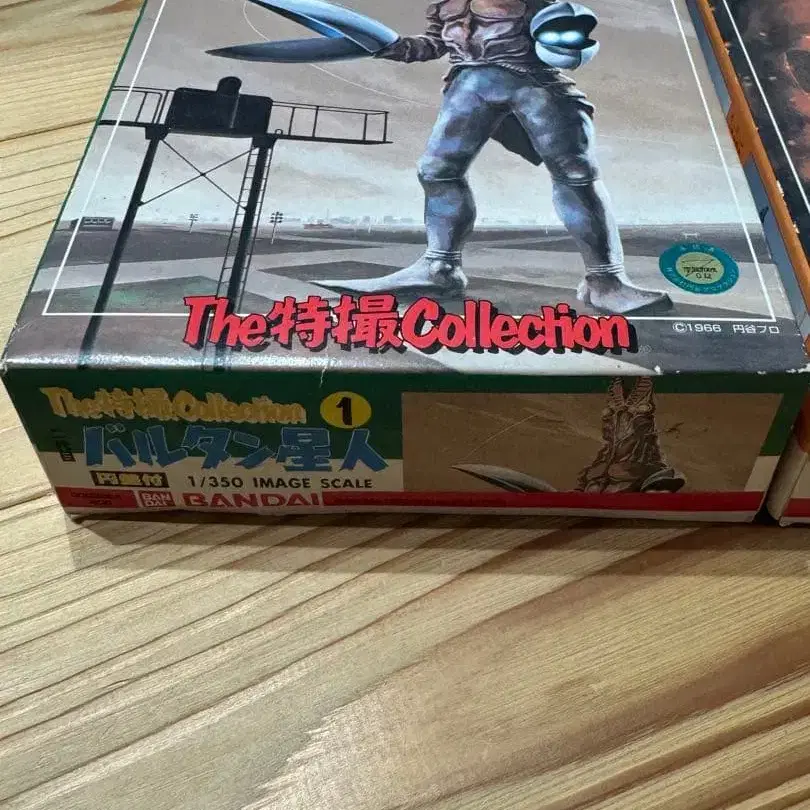 The特撮Collection
©1966 円谷プロ
The特撮Collection 1
バルタン星人
円盤付 1/350 IMAGE SCALE
BANDAI BANDAI